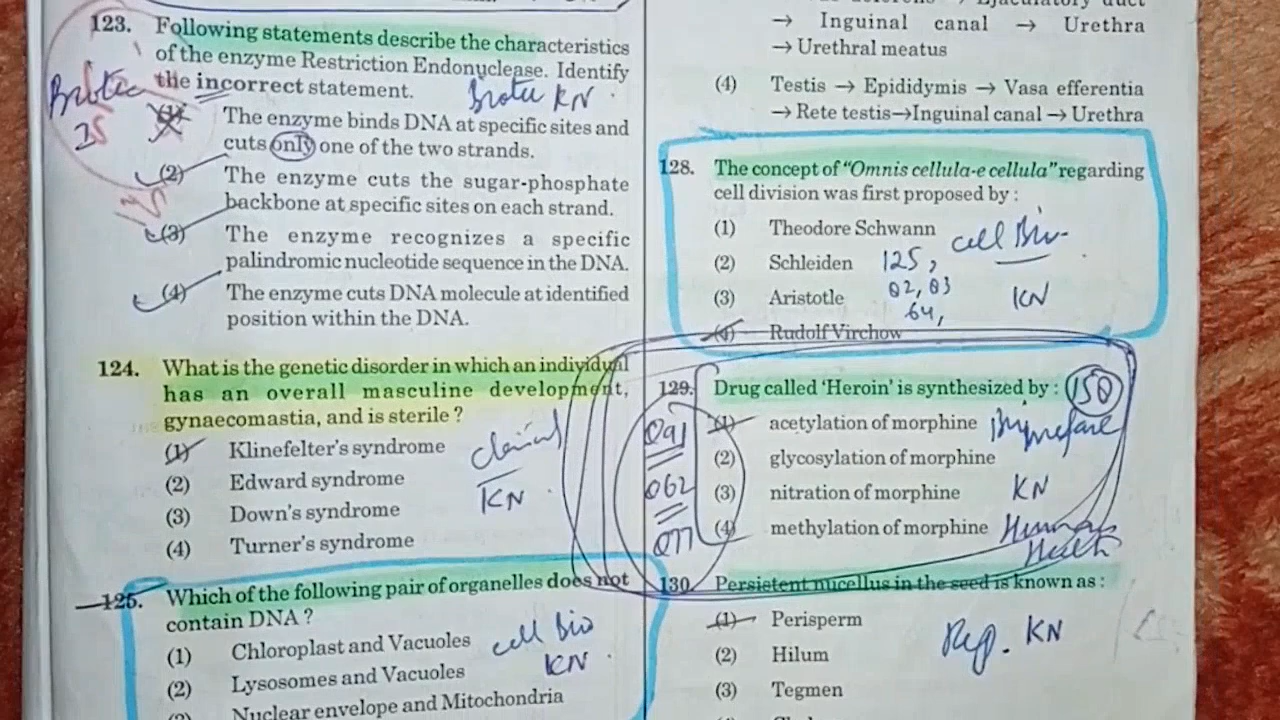 123. Following statements describe the characteristics
of the enzyme Restriction Endonuclease. Identify
the incorrect statement.
Biotec KN
25
(1) The enzyme binds DNA at specific sites and
cuts only one of the two strands.
(2) The enzyme cuts the sugar-phosphate
backbone at specific sites on each strand.
(3) The enzyme recognizes a specific
palindromic nucleotide sequence in the DNA.
(4) The enzyme cuts DNA molecule at identified
position within the DNA.
124. What is the genetic disorder in which an individual
has an overall masculine development,
gynaecomastia, and is sterile ?
(1) Klinefelter's syndrome
(2) Edward syndrome
(3) Down's syndrome
(4) Turner's syndrome
KN
125. Which of the following pair of organelles does not
contain DNA ?
(1) Chloroplast and Vacuoles
(2) Lysosomes and Vacuoles
Nuclear envelope and Mitochondria
cell Bio
KN
→ Inguinal canal → Urethra
→ Urethral meatus
(4) Testis → Epididymis → Vasa efferentia
→ Rete testis→Inguinal canal → Urethra
128. The concept of "Omnis cellula-e cellula" regarding
cell division was first proposed by :
(1) Theodore Schwann
(2) Schleiden
(3) Aristotle
(4) Rudolf Virchow
cell Bio
125,
02, 03
64,
KN
129. Drug called 'Heroin' is synthesized by :
150
(1) acetylation of morphine
(2) glycosylation of morphine
(3) nitration of morphine
(4) methylation of morphine
KN
Human
Health
130. Persistent nucellus in the seed is known as :
(1) Perisperm
(2) Hilum
(3) Tegmen
Rep. KN